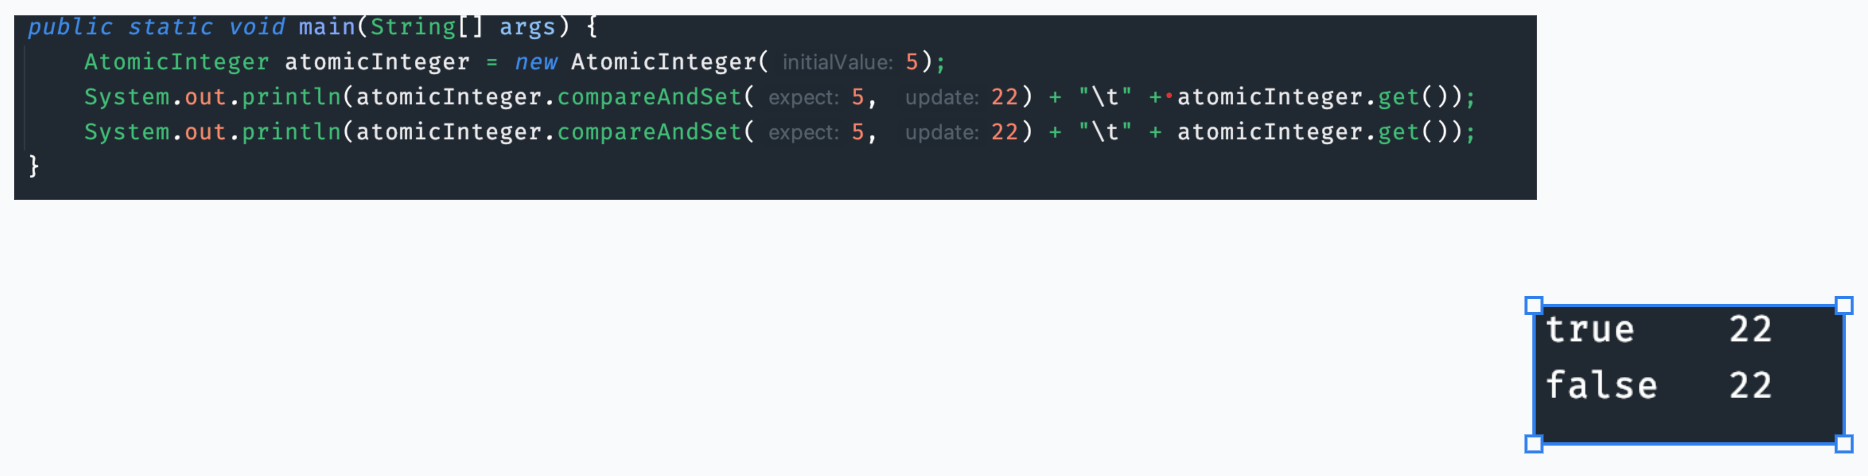 public static void main(String[] args) {
    AtomicInteger atomicInteger = new AtomicInteger( initialValue: 5);
    System.out.println(atomicInteger.compareAndSet( expect: 5,  update: 22) + "\t" + atomicInteger.get());
    System.out.println(atomicInteger.compareAndSet( expect: 5,  update: 22) + "\t" + atomicInteger.get());
}
true    22
false   22